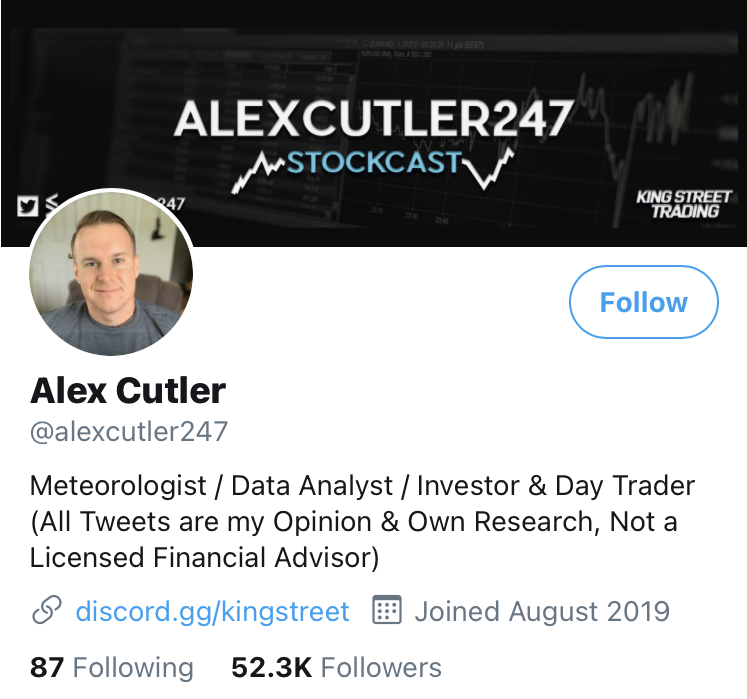 ALEXCUTLER247
STOCKCAST
247
KING STREET
TRADING
Follow
Alex Cutler
@alexcutler247
Meteorologist / Data Analyst / Investor & Day Trader
(All Tweets are my Opinion & Own Research, Not a
Licensed Financial Advisor)
discord.gg/kingstreet Joined August 2019
87 Following 52.3K Followers